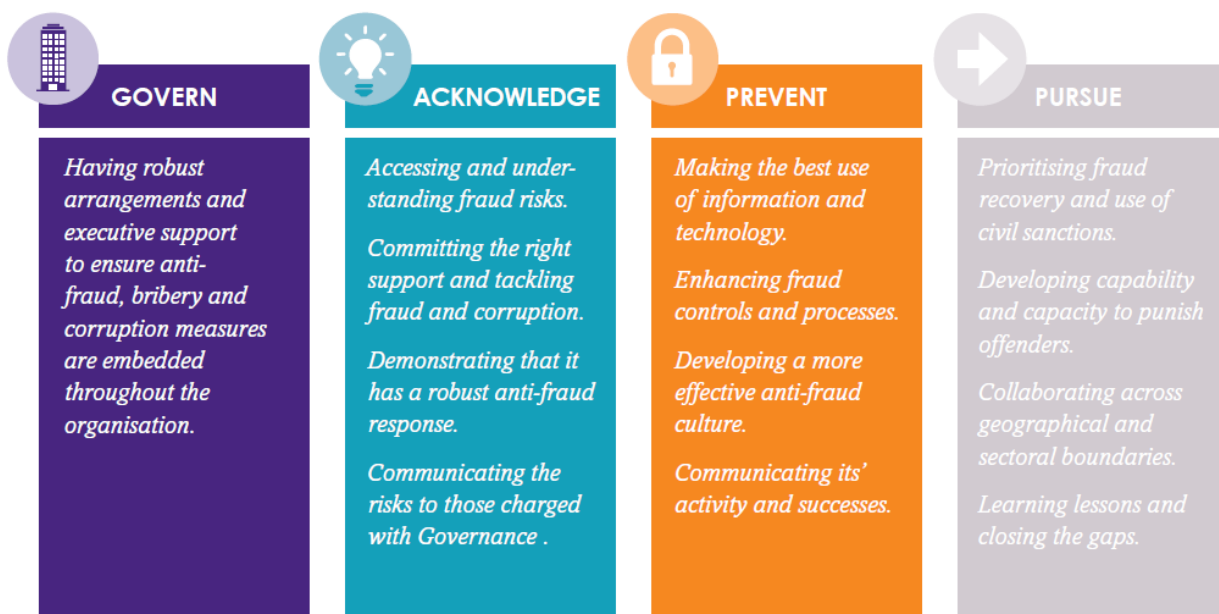 GOVERN
Having robust
arrangements and
executive support
to ensure anti-
fraud, bribery and
corruption measures
are embedded
throughout the
organisation.
ACKNOWLEDGE
Accessing and under-
standing fraud risks.
Committing the right
support and tackling
fraud and corruption.
Demonstrating that it
has a robust anti-fraud
response.
Communicating the
risks to those charged
with Governance .
PREVENT
Making the best use
of information and
technology.
Enhancing fraud
controls and processes.
Developing a more
effective anti-fraud
culture.
Communicating its’
activity and successes.
PURSUE
Prioritising fraud
recovery and use of
civil sanctions.
Developing capability
and capacity to punish
offenders.
Collaborating across
geographical and
sectoral boundaries.
Learning lessons and
closing the gaps.